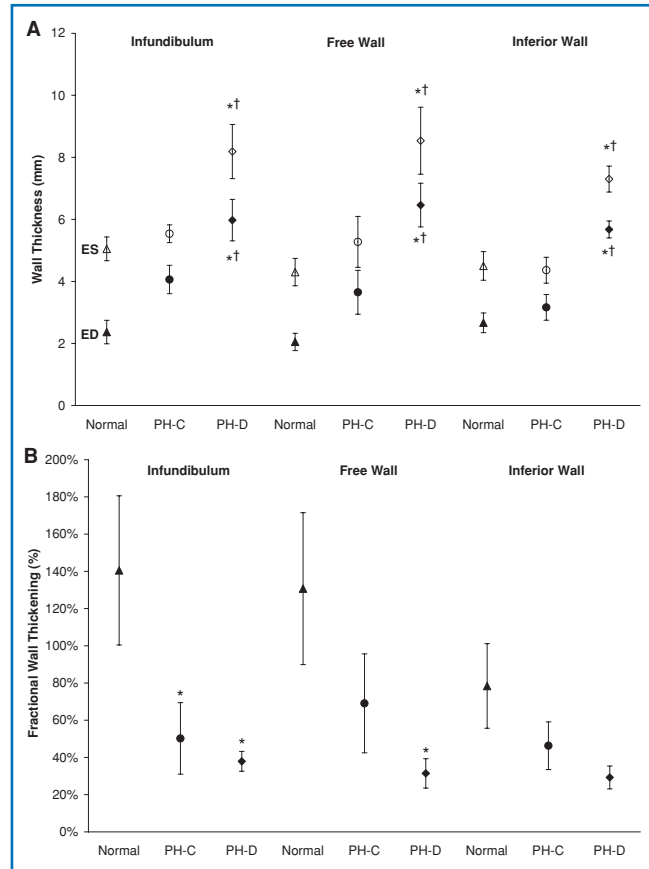 A
Infundibulum Free Wall Inferior Wall
Wall Thickness (mm)
12
10
8
6
4
2
0
*† *† *†
*† *† *†
ES
ED
Normal PH-C PH-D Normal PH-C PH-D Normal PH-C PH-D
B
Infundibulum Free Wall Inferior Wall
Fractional Wall Thickening (%)
200%
180%
160%
140%
120%
100%
80%
60%
40%
20%
0%
* * *
Normal PH-C PH-D Normal PH-C PH-D Normal PH-C PH-D